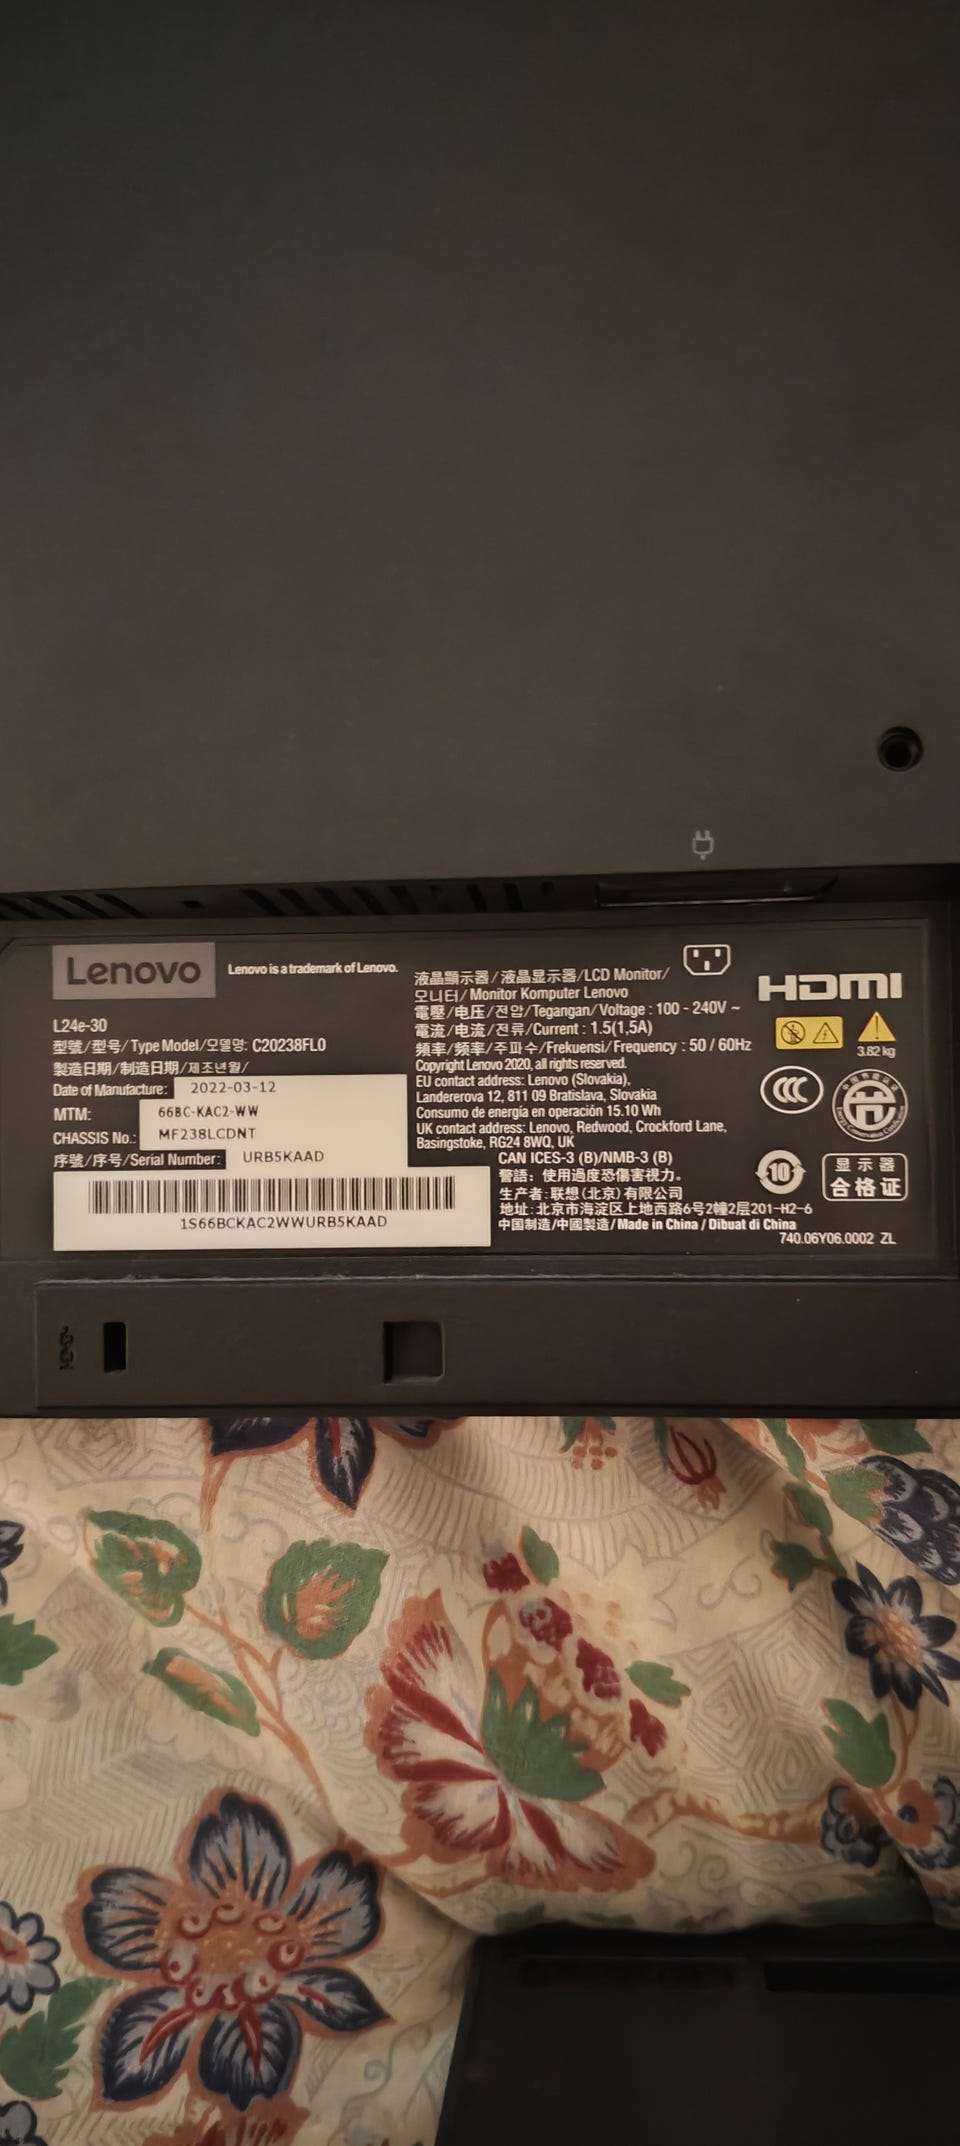 Lenovo
Lenovo is a trademark of Lenovo.
L24e-30
型號/型号/Type Model/모델명: C20238FL0
製造日期/制造日期/제조년월/
Date of Manufacture: 2022-03-12
MTM: 66BC-KAC2-WW
CHASSIS No.: MF238LCDNT
序號/序号/Serial Number: URB5KAAD
1S66BCKAC2WWURB5KAAD
液晶顯示器/液晶显示器/LCD Monitor/
모니터/Monitor Komputer Lenovo
電壓/电压/전압/Tegangan/Voltage : 100 - 240V ~
電流/电流/전류/Current : 1.5(1,5A)
頻率/频率/주파수/Frekuensi/Frequency : 50 / 60Hz
Copyright Lenovo 2020, all rights reserved.
EU contact address: Lenovo (Slovakia),
Landererova 12, 811 09 Bratislava, Slovakia
Consumo de energía en operación 15.10 Wh
UK contact address: Lenovo, Redwood, Crockford Lane,
Basingstoke, RG24 8WQ, UK
CAN ICES-3 (B)/NMB-3 (B)
警語: 使用過度恐傷害視力。
生产者: 联想(北京)有限公司
地址: 北京市海淀区上地西路6号2幢2层201-H2-6
中国制造/中國製造/Made in China / Dibuat di China
740.06Y06.0002 ZL
HDMI
3.82 kg
CCC
10
显示器
合格证